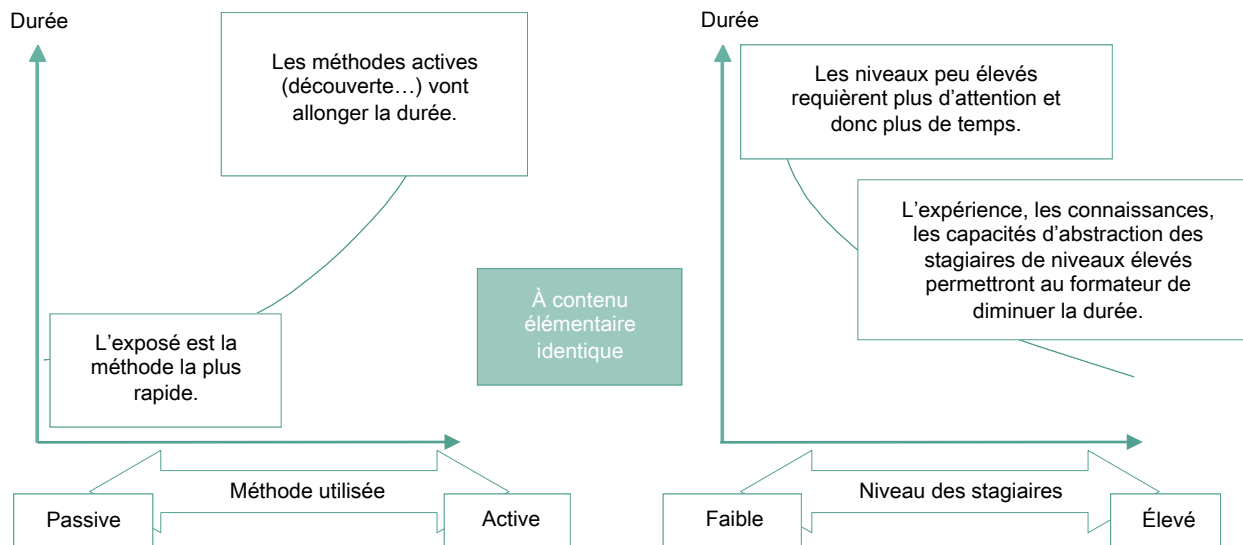 Durée
Les méthodes actives
(découverte…) vont
allonger la durée.
L'exposé est la
méthode la plus
rapide.
Méthode utilisée
Passive
Active
À contenu
élémentaire
identique
Durée
Les niveaux peu élevés
requièrent plus d'attention et
donc plus de temps.
L'expérience, les connaissances,
les capacités d'abstraction des
stagiaires de niveaux élevés
permettront au formateur de
diminuer la durée.
Niveau des stagiaires
Faible
Élevé